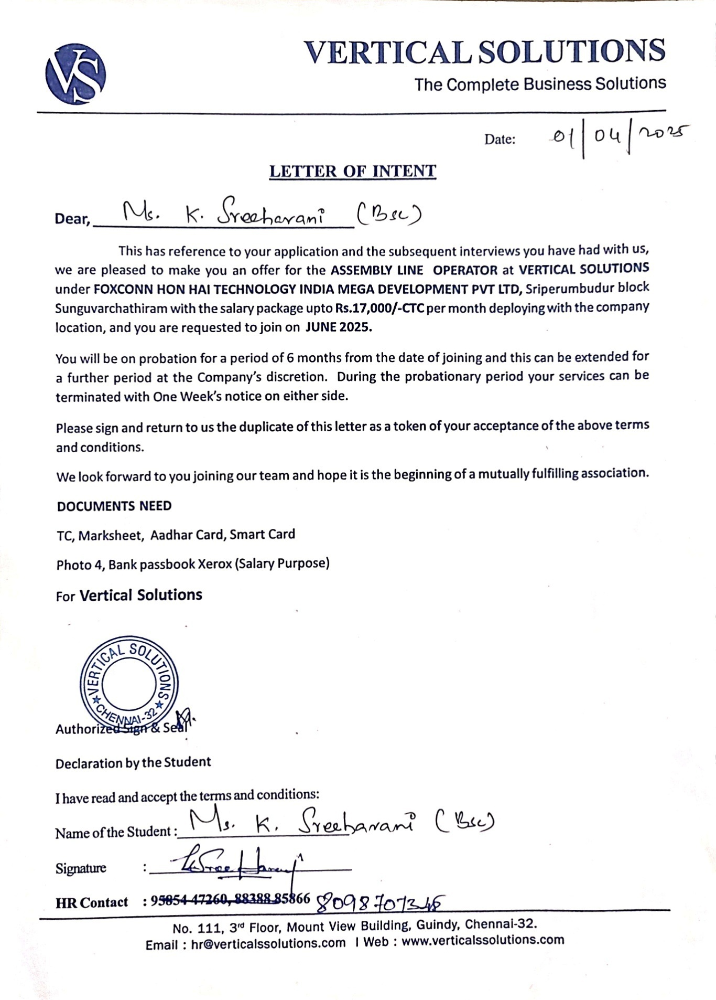 VS
VERTICAL SOLUTIONS
The Complete Business Solutions
Date: 01/04/2025
LETTER OF INTENT
Dear, Ms. K. Sreeharani (Bsc)
This has reference to your application and the subsequent interviews you have had with us,
we are pleased to make you an offer for the ASSEMBLY LINE OPERATOR at VERTICAL SOLUTIONS
under FOXCONN HON HAI TECHNOLOGY INDIA MEGA DEVELOPMENT PVT LTD, Sriperumbudur block
Sunguvarchathiram with the salary package upto Rs.17,000/-CTC per month deploying with the company
location, and you are requested to join on JUNE 2025.
You will be on probation for a period of 6 months from the date of joining and this can be extended for
a further period at the Company's discretion. During the probationary period your services can be
terminated with One Week's notice on either side.
Please sign and return to us the duplicate of this letter as a token of your acceptance of the above terms
and conditions.
We look forward to you joining our team and hope it is the beginning of a mutually fulfilling association.
DOCUMENTS NEED
TC, Marksheet, Aadhar Card, Smart Card
Photo 4, Bank passbook Xerox (Salary Purpose)
For Vertical Solutions
VERTICAL SOLUTIONS
★ CHENNAI-32 ★
Authorized Sign & Seal
Declaration by the Student
I have read and accept the terms and conditions:
Name of the Student : Ms. K. Sreeharani (Bsc)
Signature : K Sreeharani
HR Contact : 95854 47260, 88388 85866 8098707346
No. 111, 3rd Floor, Mount View Building, Guindy, Chennai-32.
Email : hr@verticalssolutions.com I Web : www.verticalssolutions.com